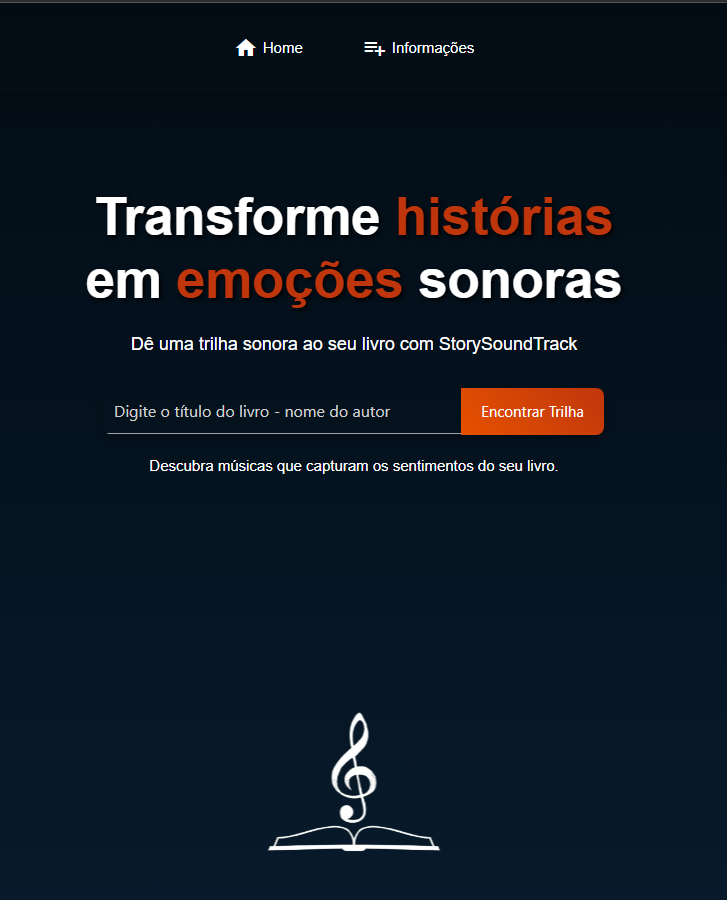 Home Informações
Transforme histórias
em emoções sonoras
Dê uma trilha sonora ao seu livro com StorySoundTrack
Digite o título do livro - nome do autor Encontrar Trilha
Descubra músicas que capturam os sentimentos do seu livro.